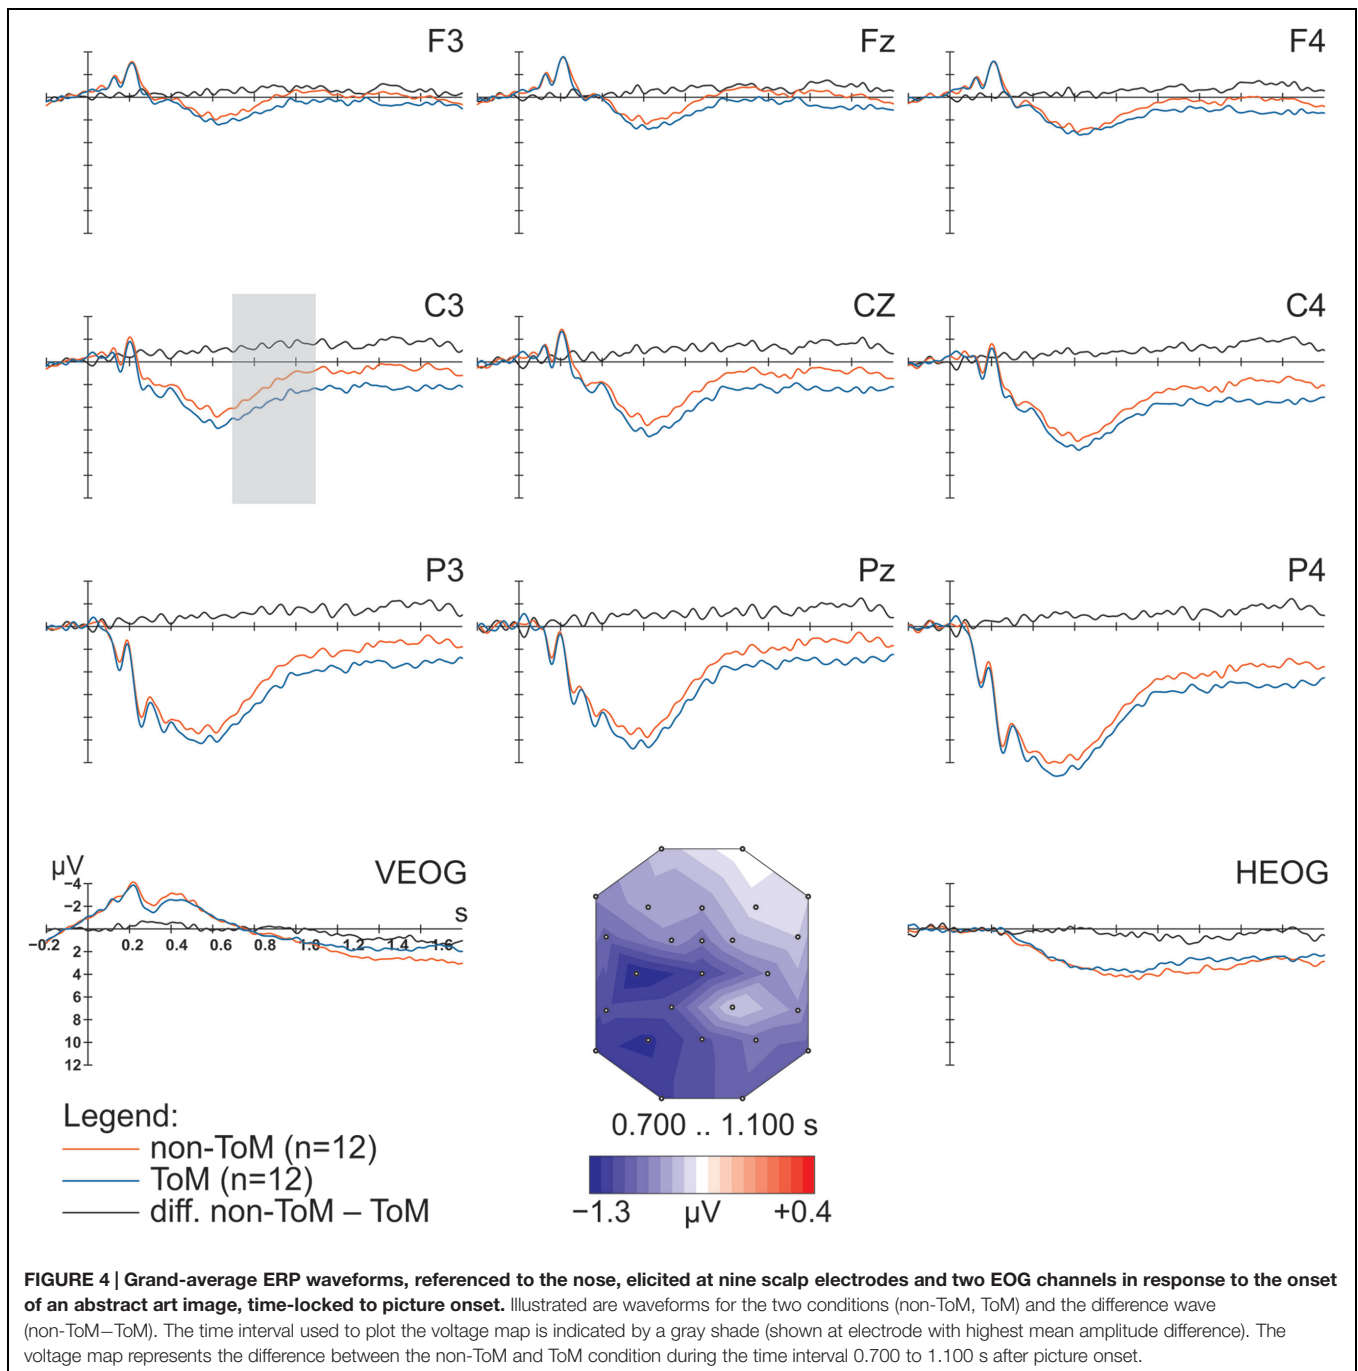 F3 Fz F4
C3 CZ C4
P3 Pz P4
µV VEOG HEOG
−4
−2 s
−0.2 0.2 0.4 0.6 0.8 1.0 1.2 1.4 1.6
2
4
6
8
10
12
Legend:
non-ToM (n=12)
ToM (n=12)
diff. non-ToM – ToM
0.700 .. 1.100 s
−1.3 µV +0.4
FIGURE 4 | Grand-average ERP waveforms, referenced to the nose, elicited at nine scalp electrodes and two EOG channels in response to the onset
of an abstract art image, time-locked to picture onset. Illustrated are waveforms for the two conditions (non-ToM, ToM) and the difference wave
(non-ToM−ToM). The time interval used to plot the voltage map is indicated by a gray shade (shown at electrode with highest mean amplitude difference). The
voltage map represents the difference between the non-ToM and ToM condition during the time interval 0.700 to 1.100 s after picture onset.